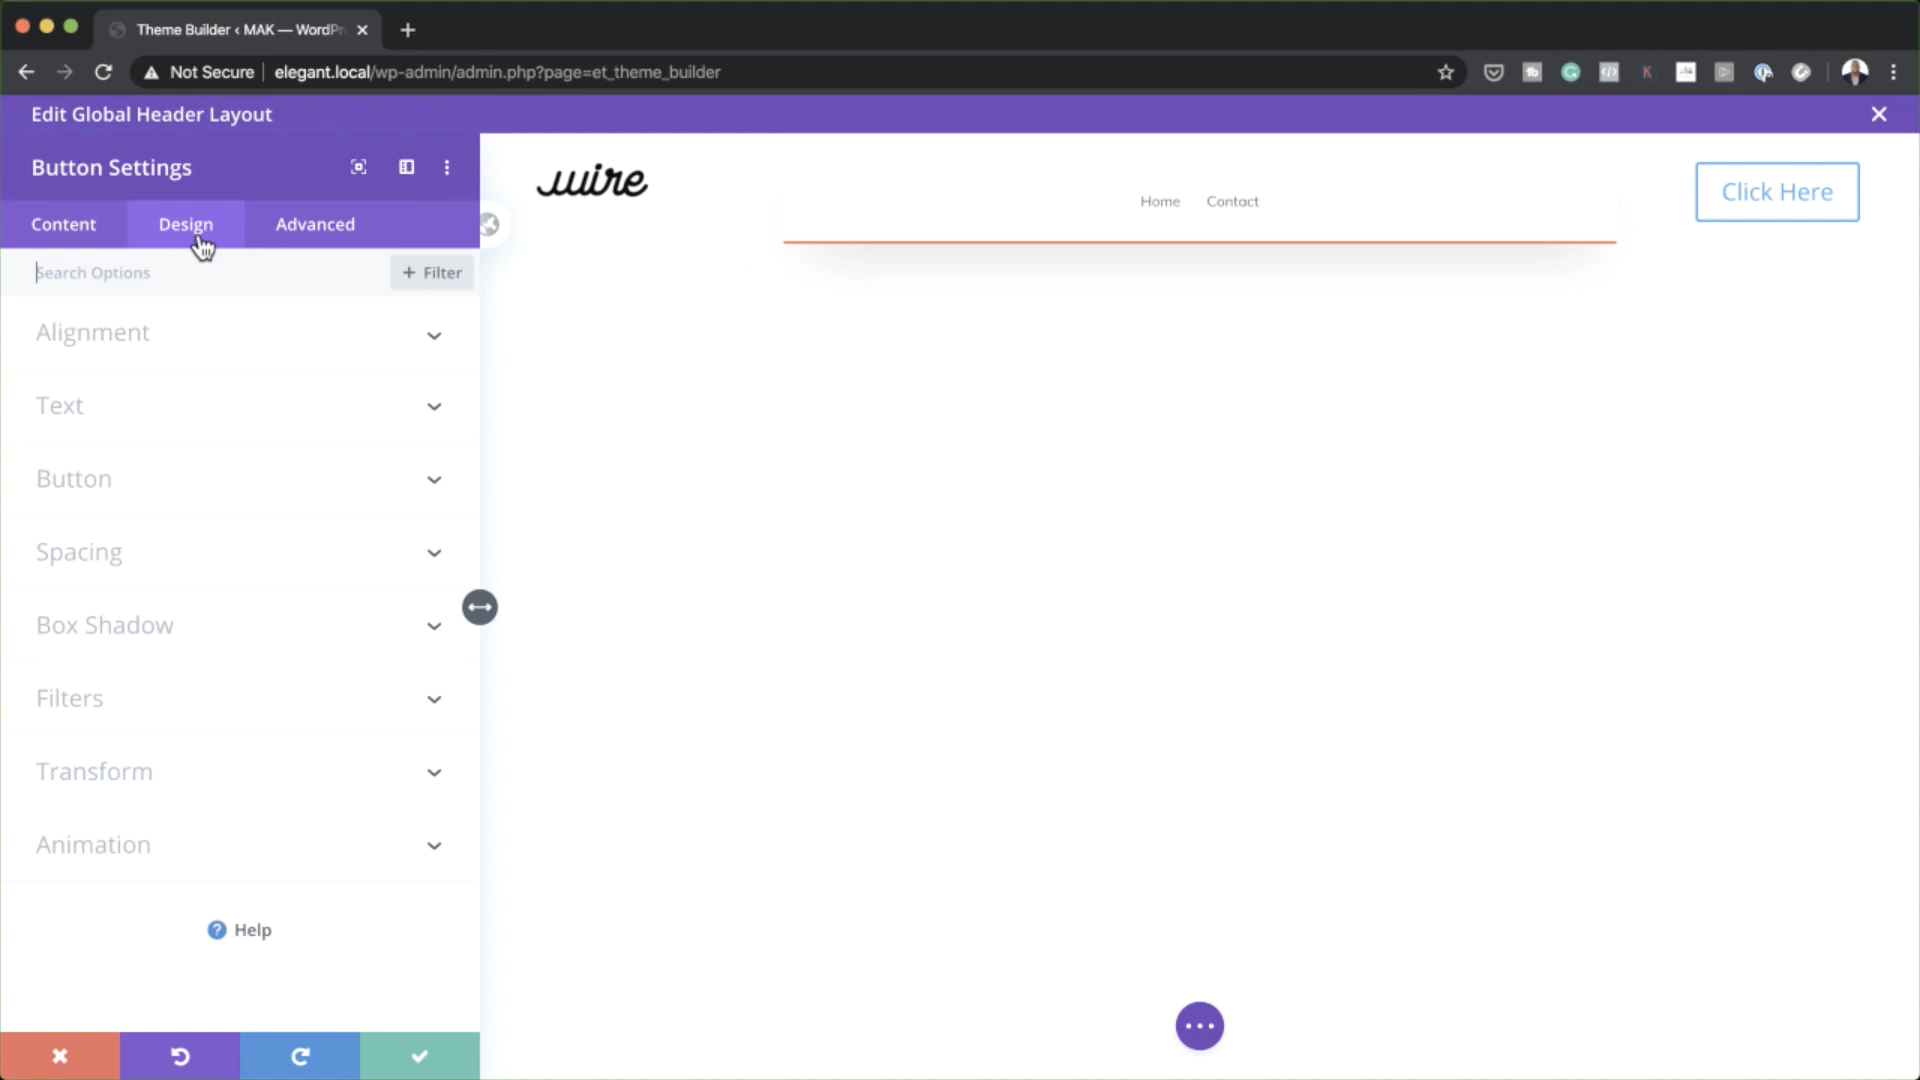 Theme Builder ‹ MAK — WordPr
Not Secure
elegant.local/wp-admin/admin.php?page=et_theme_builder
Edit Global Header Layout
Button Settings
Content
Design
Advanced
Search Options
+ Filter
Alignment
Text
Button
Spacing
Box Shadow
Filters
Transform
Animation
Help
wire
Home
Contact
Click Here